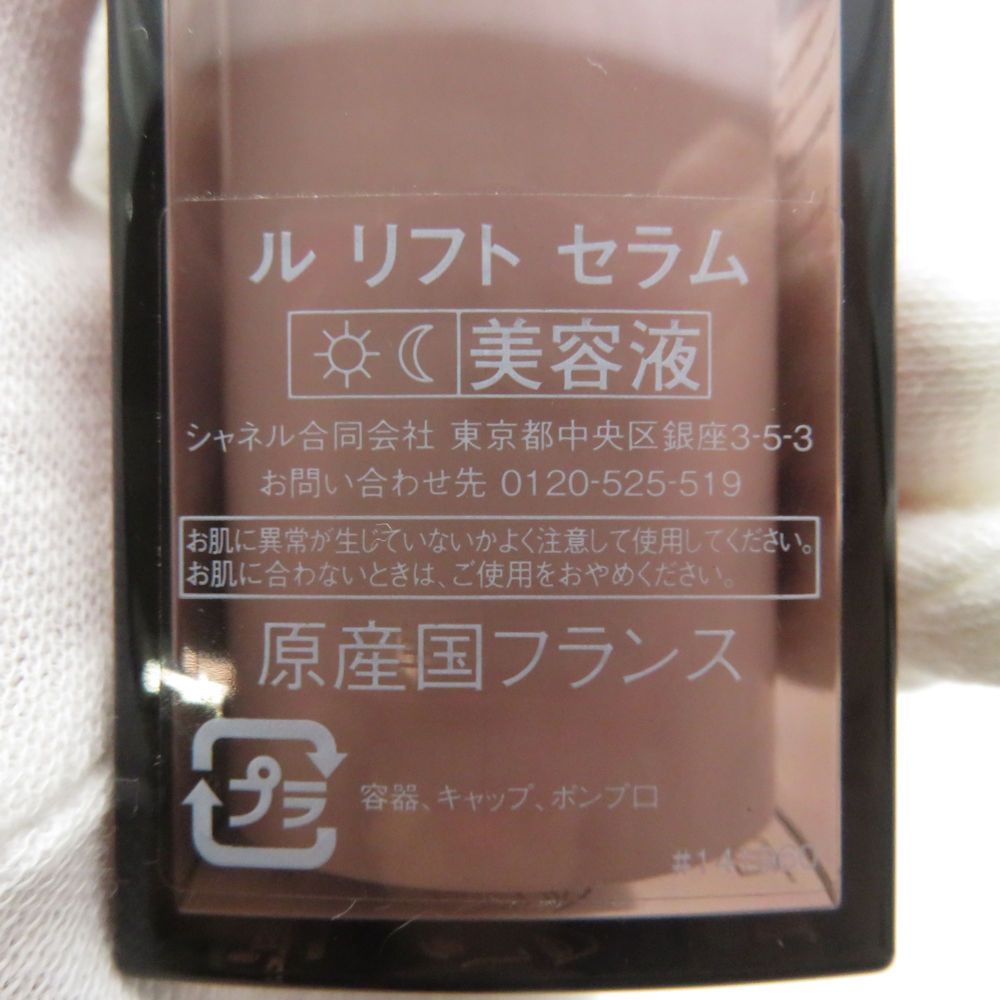 ル リフト セラム
美容液
シャネル合同会社 東京都中央区銀座3-5-3
お問い合わせ先 0120-525-519
お肌に異常が生じていないかよく注意して使用してください。
お肌に合わないときは、ご使用をおやめください。
原産国フランス
プラ
容器、キャップ、ポンプ口